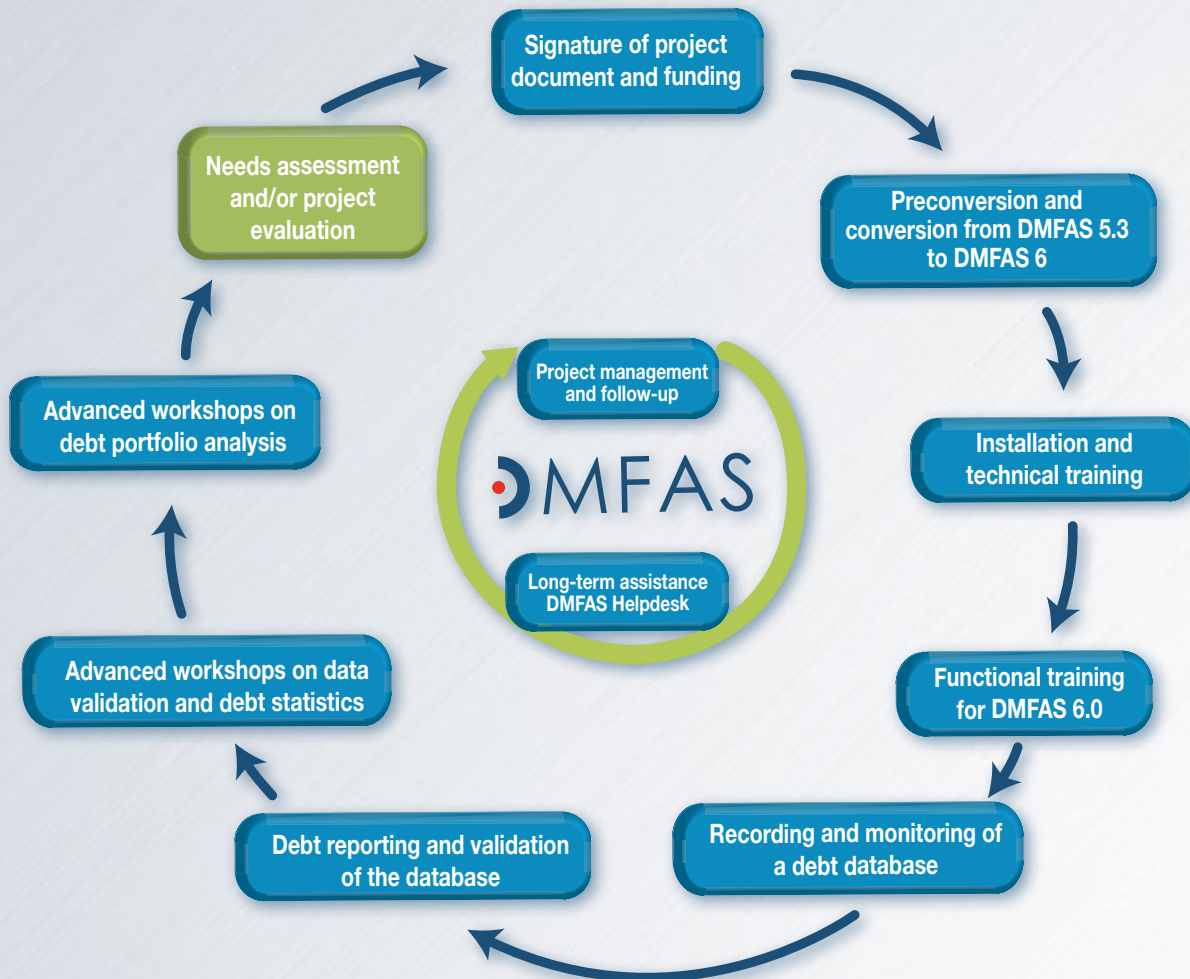 Signature of project
document and funding
Needs assessment
and/or project
evaluation
Preconversion and
conversion from DMFAS 5.3
to DMFAS 6
Project management
and follow-up
Advanced workshops on
debt portfolio analysis
Installation and
technical training
DMFAS
Long-term assistance
DMFAS Helpdesk
Advanced workshops on data
validation and debt statistics
Functional training
for DMFAS 6.0
Debt reporting and validation
of the database
Recording and monitoring of
a debt database